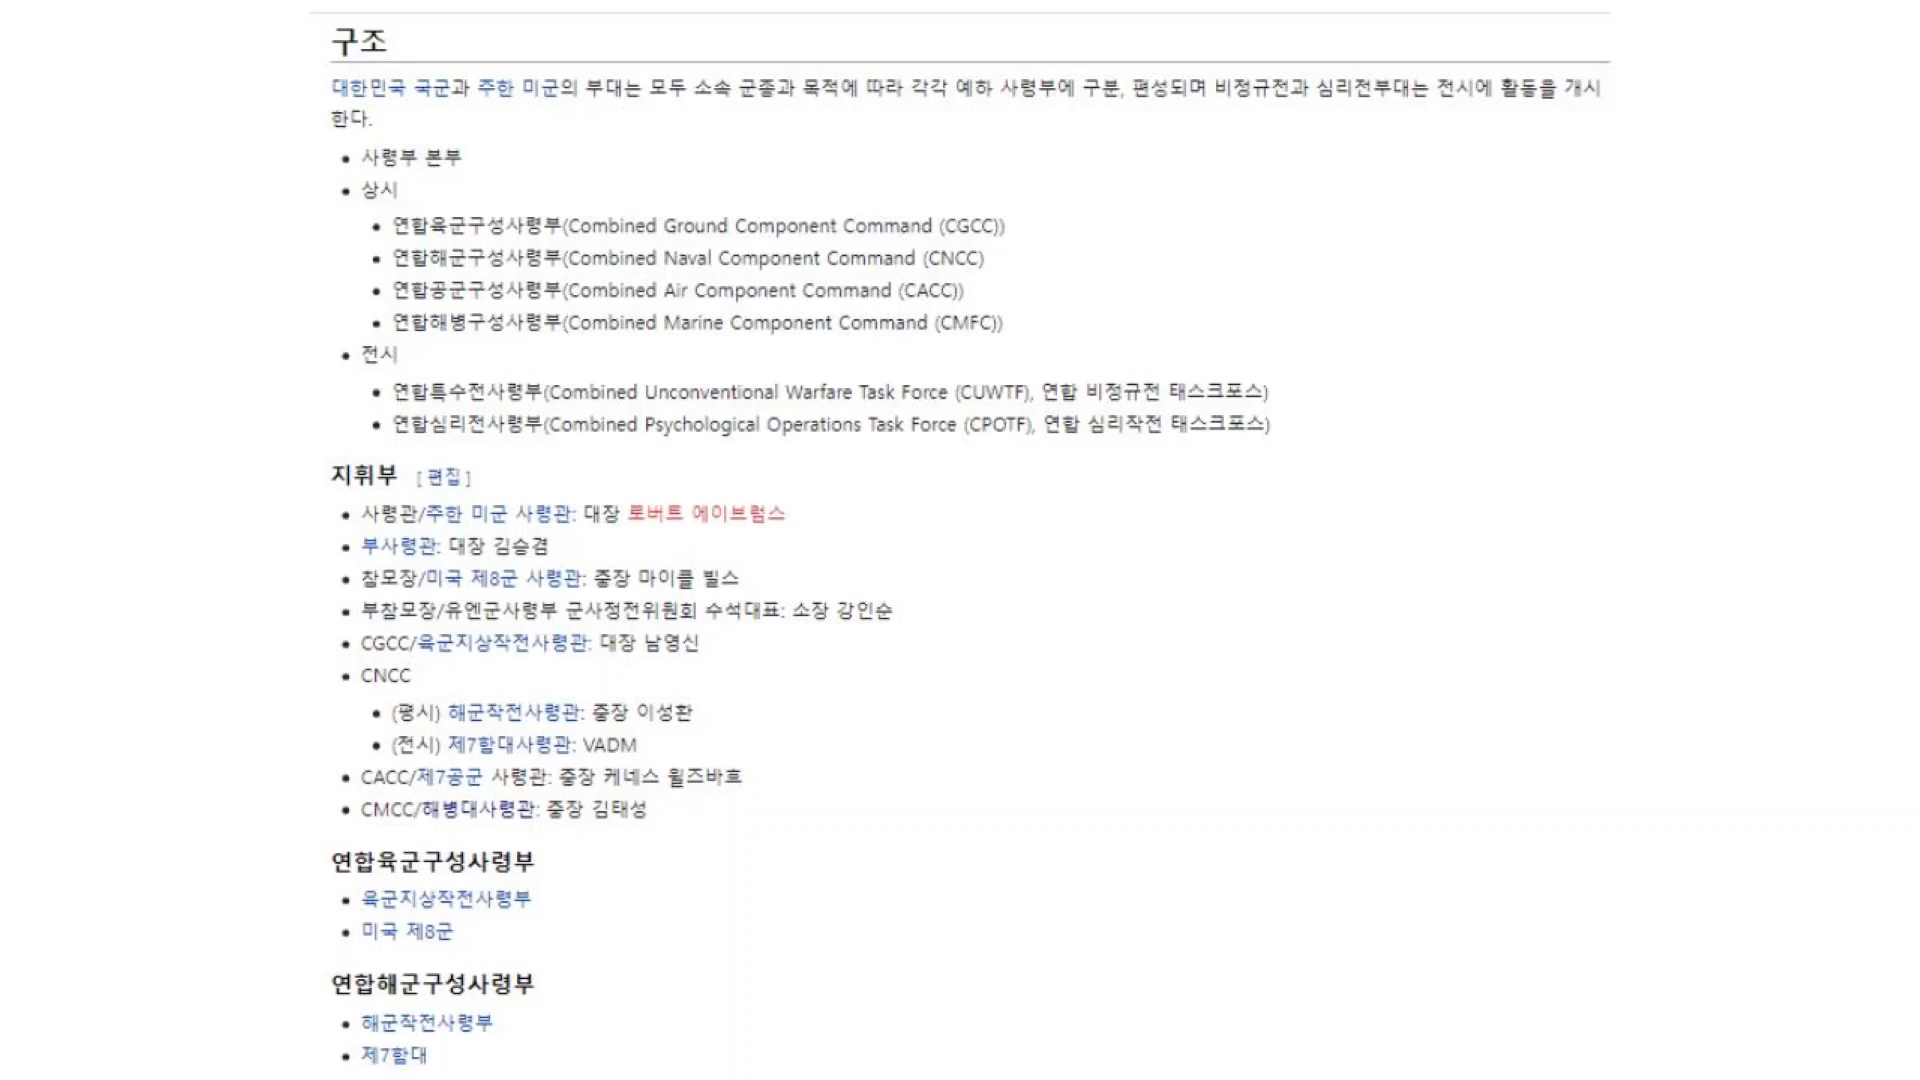 구조
대한민국 국군과 주한 미군의 부대는 모두 소속 군종과 목적에 따라 각각 예하 사령부에 구분, 편성되며 비정규전과 심리전부대는 전시에 활동을 개시
한다.
사령부 본부
상시
연합육군구성사령부(Combined Ground Component Command (CGCC))
연합해군구성사령부(Combined Naval Component Command (CNCC)
연합공군구성사령부(Combined Air Component Command (CACC))
연합해병구성사령부(Combined Marine Component Command (CMFC))
전시
연합특수전사령부(Combined Unconventional Warfare Task Force (CUWTF), 연합 비정규전 태스크포스)
연합심리전사령부(Combined Psychological Operations Task Force (CPOTF), 연합 심리작전 태스크포스)
지휘부 [ 편집 ]
사령관/주한 미군 사령관: 대장 로버트 에이브럼스
부사령관: 대장 김승겸
참모장/미국 제8군 사령관: 중장 마이클 빌스
부참모장/유엔군사령부 군사정전위원회 수석대표: 소장 강인순
CGCC/육군지상작전사령관: 대장 남영신
CNCC
(평시) 해군작전사령관: 중장 이성환
(전시) 제7함대사령관: VADM
CACC/제7공군 사령관: 중장 케네스 윌즈바흐
CMCC/해병대사령관: 중장 김태성
연합육군구성사령부
육군지상작전사령부
미국 제8군
연합해군구성사령부
해군작전사령부
제7함대